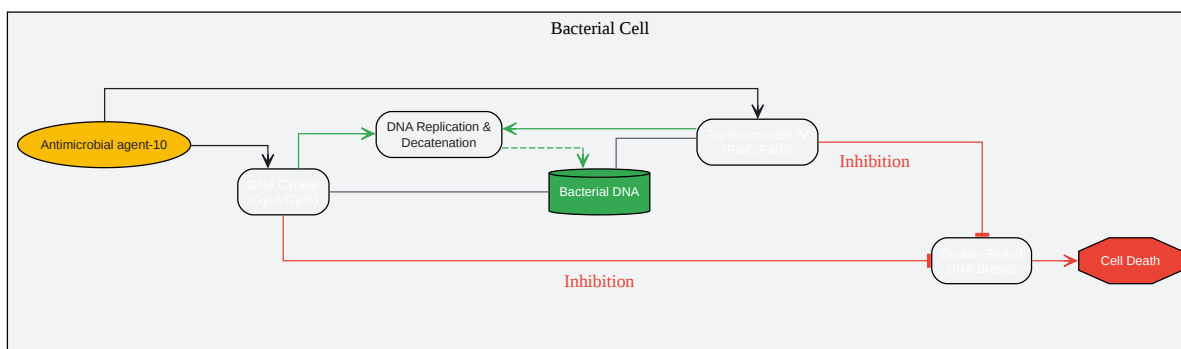 Bacterial Cell
Antimicrobial agent-10
DNA Replication &
Decatenation
Topoisomerase IV
(ParC/ParE)
Inhibition
DNA Gyrase
(GyrA/GyrB)
Bacterial DNA
Double-Strand
DNA Breaks
Cell Death
Inhibition